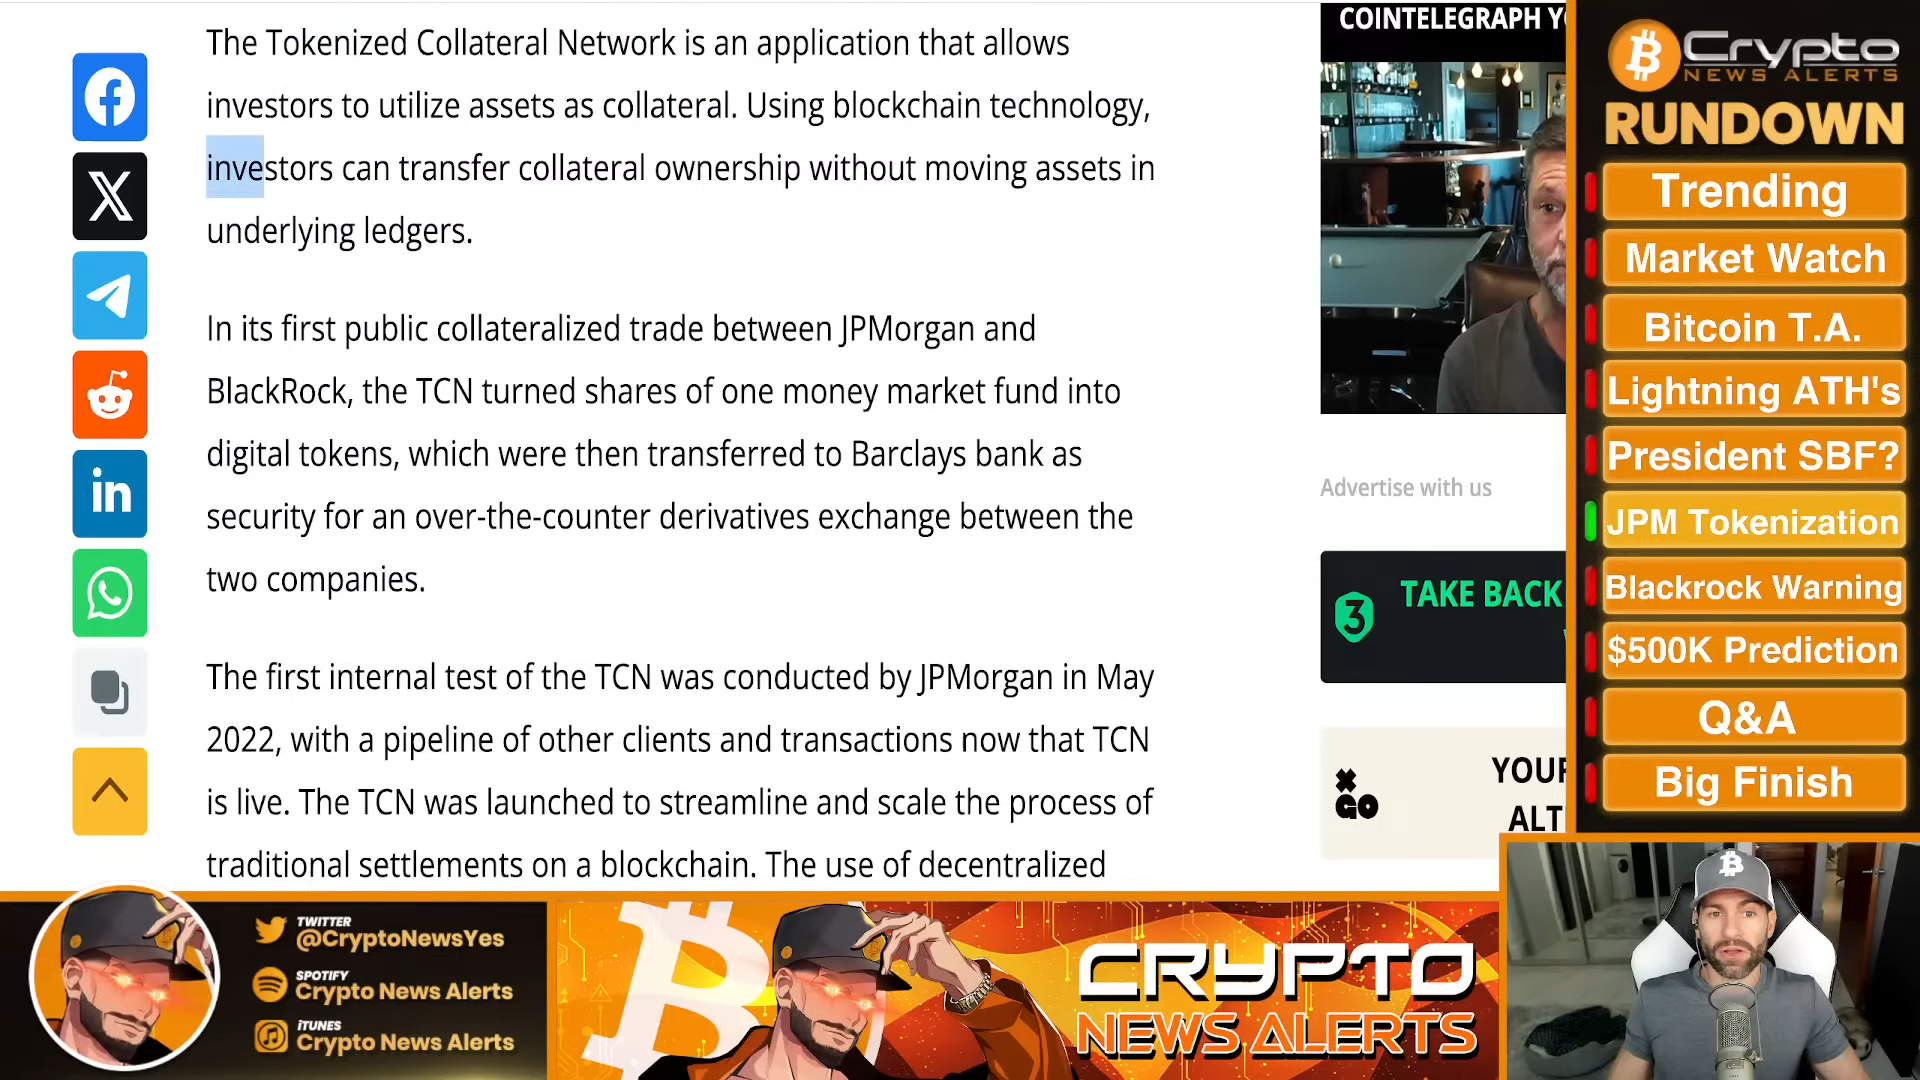 The Tokenized Collateral Network is an application that allows
investors to utilize assets as collateral. Using blockchain technology,
investors can transfer collateral ownership without moving assets in
underlying ledgers.
In its first public collateralized trade between JPMorgan and
BlackRock, the TCN turned shares of one money market fund into
digital tokens, which were then transferred to Barclays bank as
security for an over-the-counter derivatives exchange between the
two companies.
The first internal test of the TCN was conducted by JPMorgan in May
2022, with a pipeline of other clients and transactions now that TCN
is live. The TCN was launched to streamline and scale the process of
traditional settlements on a blockchain. The use of decentralized
in
COINTELEGRAPH
Advertise with us
3
TAKE BACK
GO
ALT
Crypto
NEWS ALERTS
RUNDOWN
Trending
Market Watch
Bitcoin T.A.
Lightning ATH's
President SBF?
JPM Tokenization
Blackrock Warning
$500K Prediction
Q&A
Big Finish
TWITTER
@CryptoNewsYes
SPOTIFY
Crypto News Alerts
iTUNES
Crypto News Alerts
CRYPTO
NEWS ALERTS